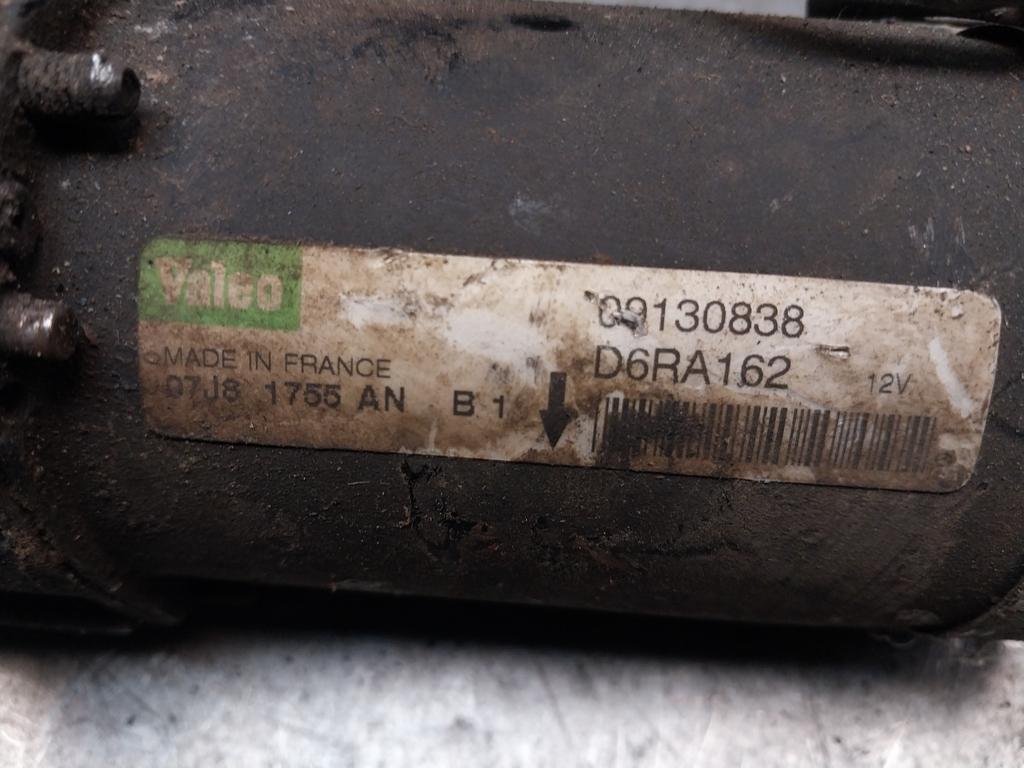 Valeo
09130838
MADE IN FRANCE
D6RA162
12V
07J8 1755 AN B 1